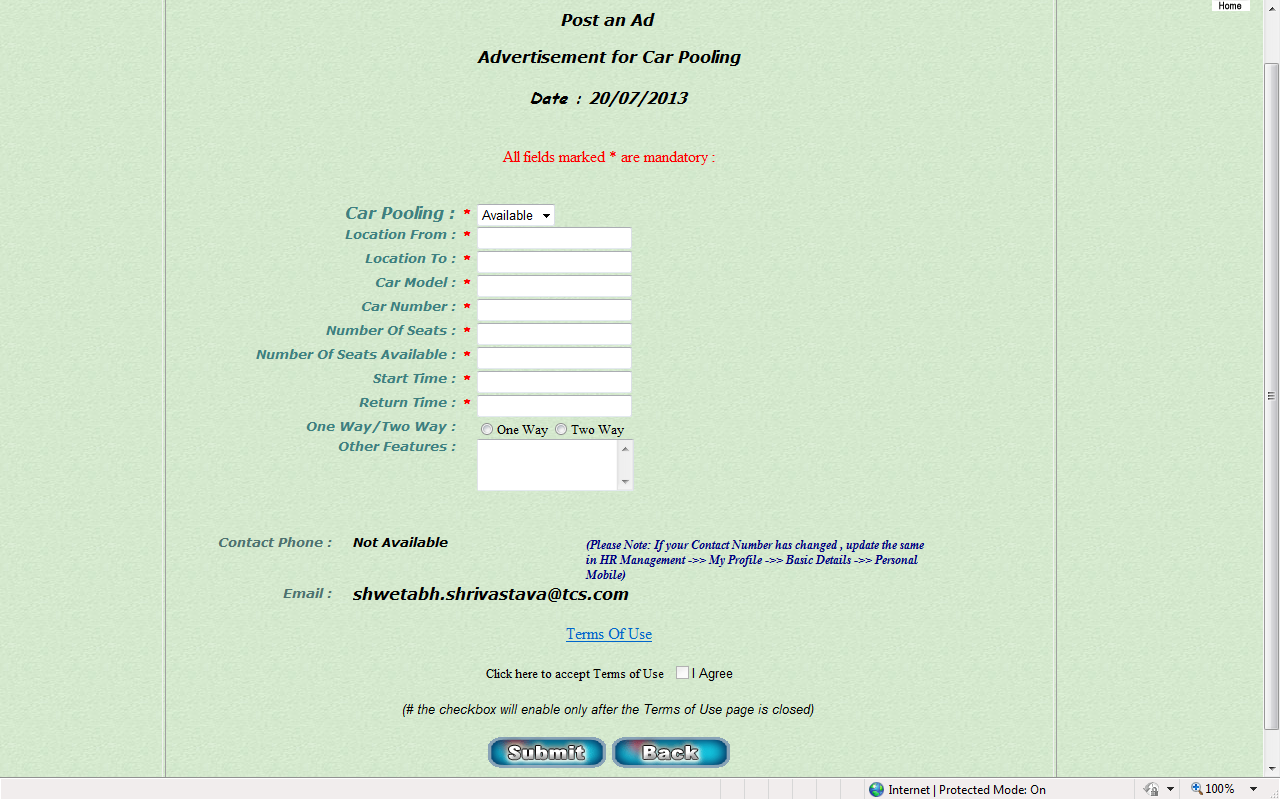 Home
Post an Ad
Advertisement for Car Pooling
Date : 20/07/2013
All fields marked * are mandatory :
Car Pooling : * Available
Location From : *
Location To : *
Car Model : *
Car Number : *
Number Of Seats : *
Number Of Seats Available : *
Start Time : *
Return Time : *
One Way/Two Way : One Way Two Way
Other Features :
Contact Phone : Not Available
(Please Note: If your Contact Number has changed , update the same
in HR Management ->> My Profile ->> Basic Details ->> Personal
Mobile)
Email : shwetabh.shrivastava@tcs.com
Terms Of Use
Click here to accept Terms of Use I Agree
(# the checkbox will enable only after the Terms of Use page is closed)
Submit Back
Internet | Protected Mode: On 100%